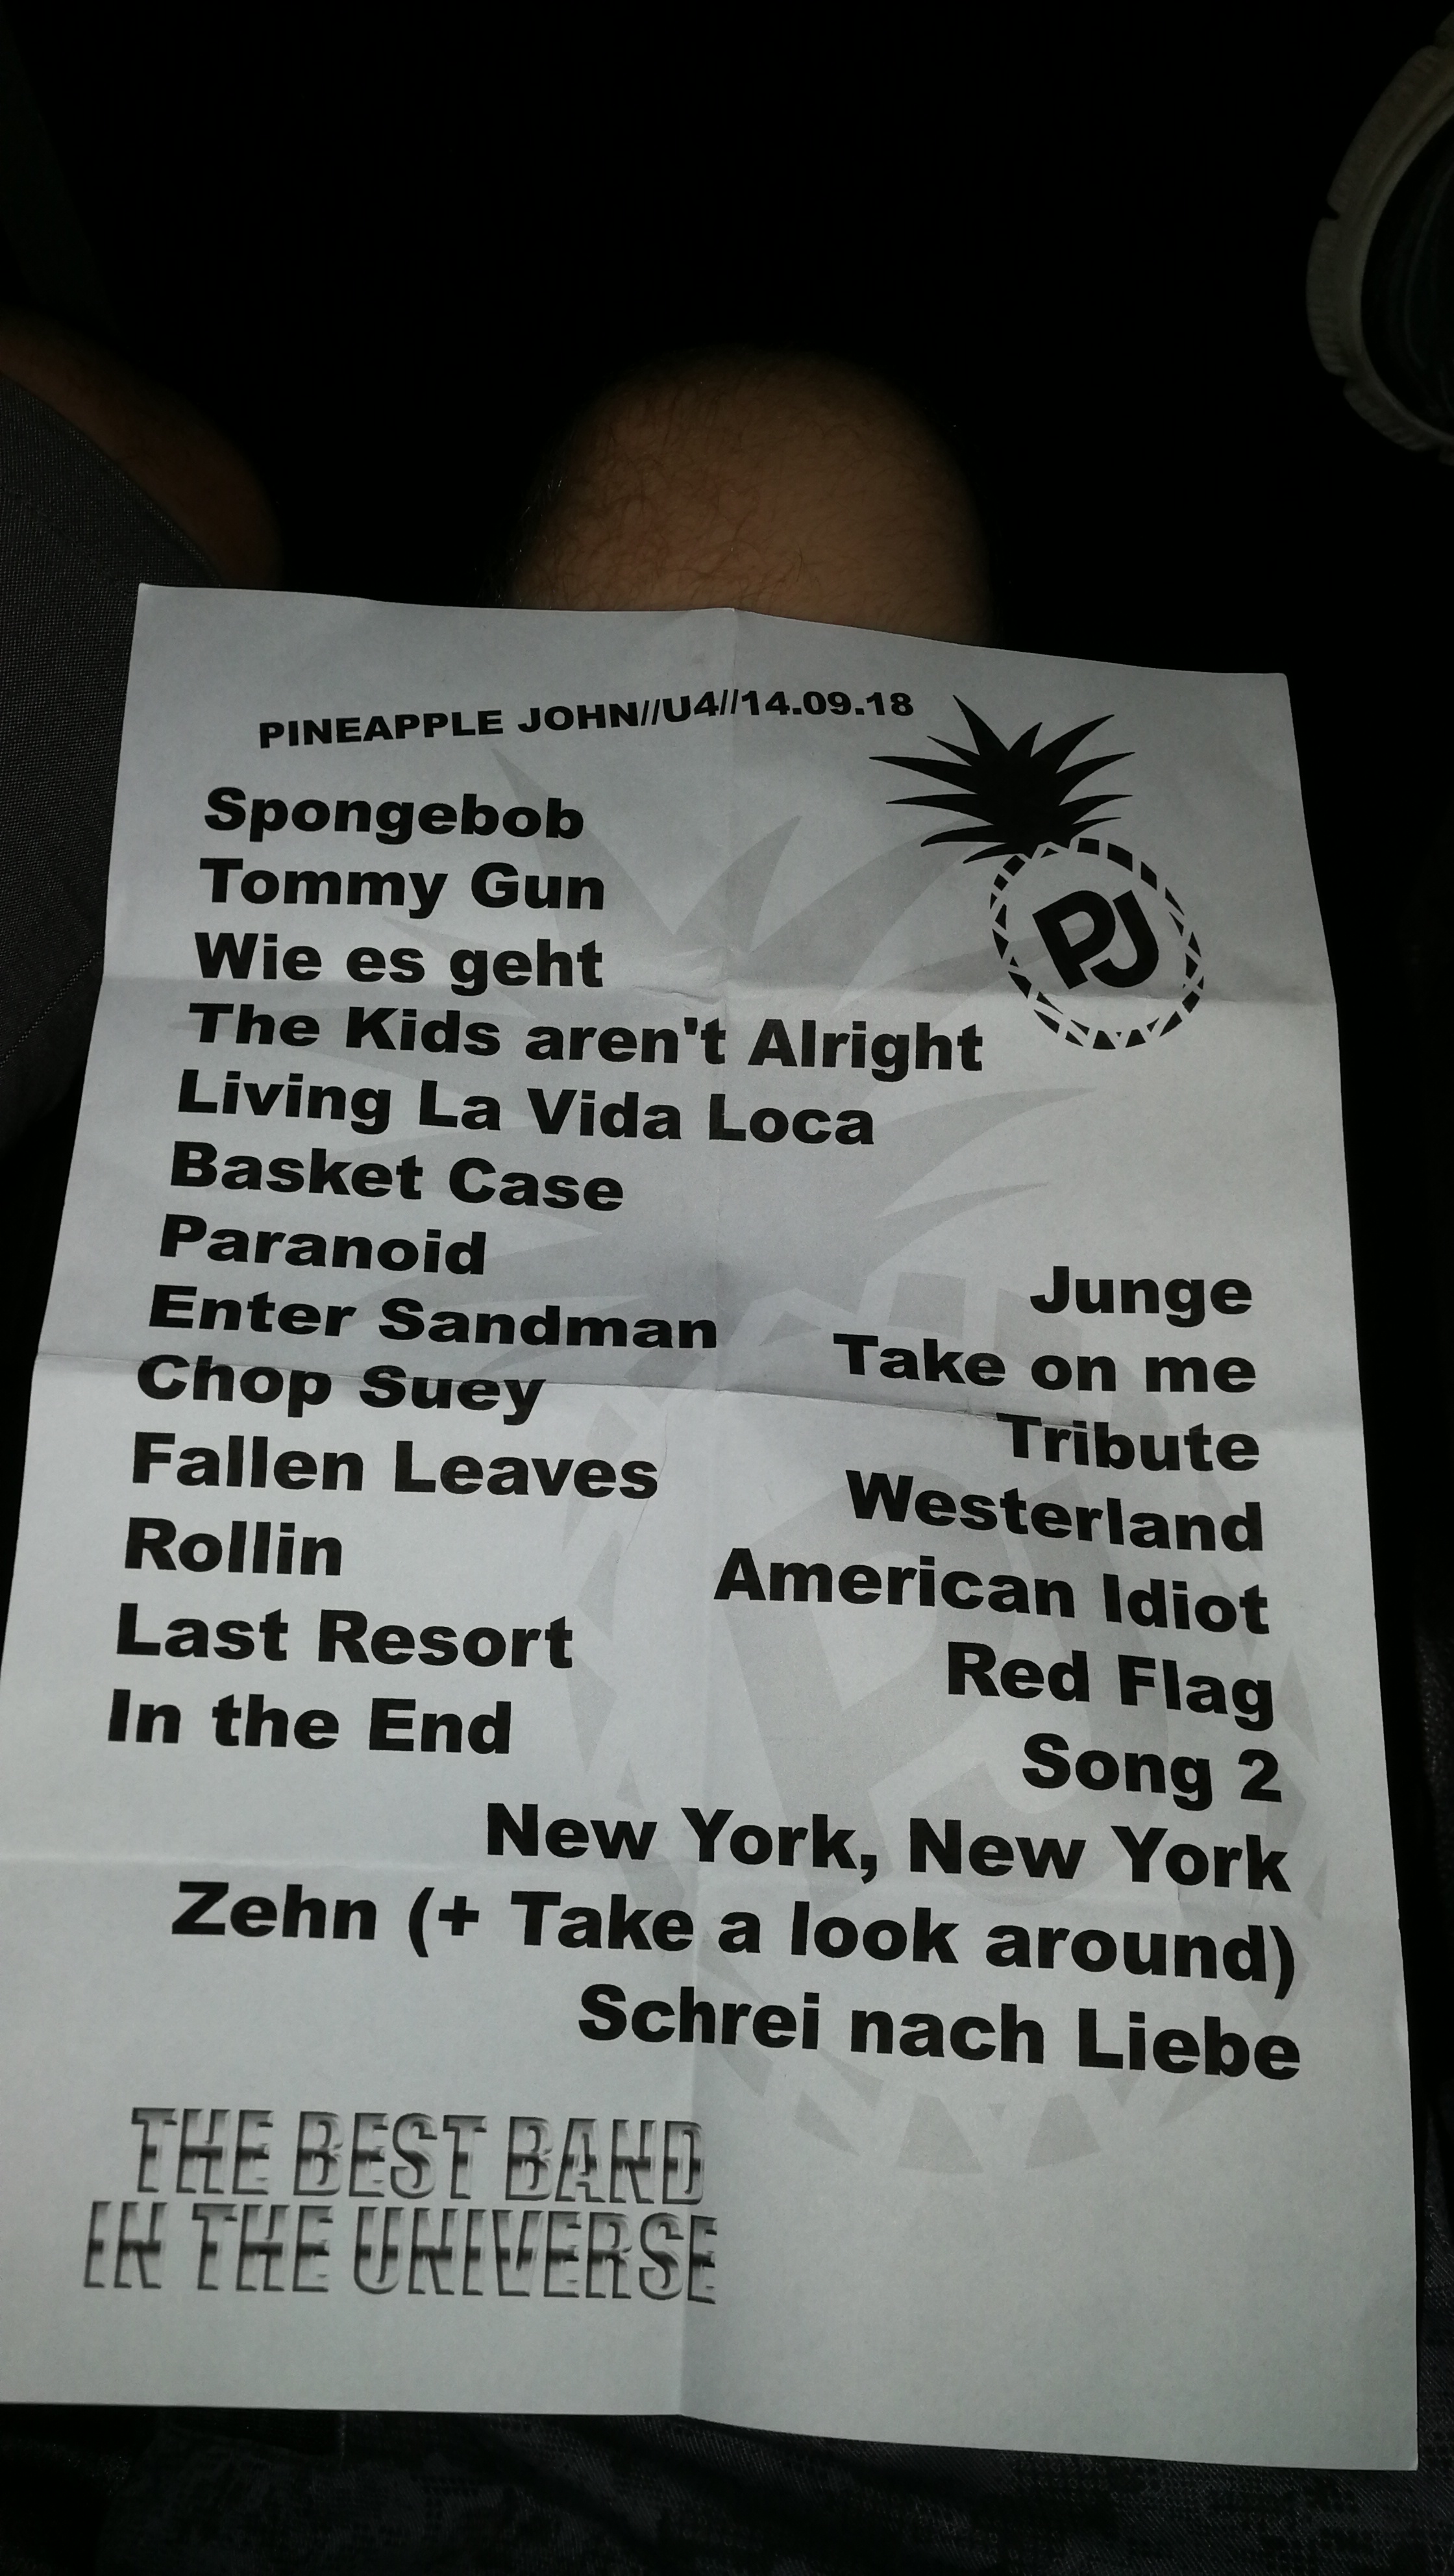 PINEAPPLE JOHN//U4//14.09.18
PJ
Spongebob
Tommy Gun
Wie es geht
The Kids aren't Alright
Living La Vida Loca
Basket Case
Paranoid
Enter Sandman
Chop Suey
Fallen Leaves
Rollin
Last Resort
In the End
Junge
Take on me
Tribute
Westerland
American Idiot
Red Flag
Song 2
New York, New York
Zehn (+ Take a look around)
Schrei nach Liebe
PJ
THE BEST BAND
IN THE UNIVERSE